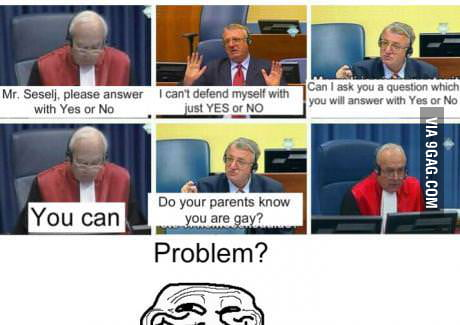 Mr. Seselj, please answer
with Yes or No
I can't defend myself with
just YES or NO
Can I ask you a question which
you will answer with Yes or No
You can
Do your parents know
you are gay?
Problem?
VIA 9GAG.COM